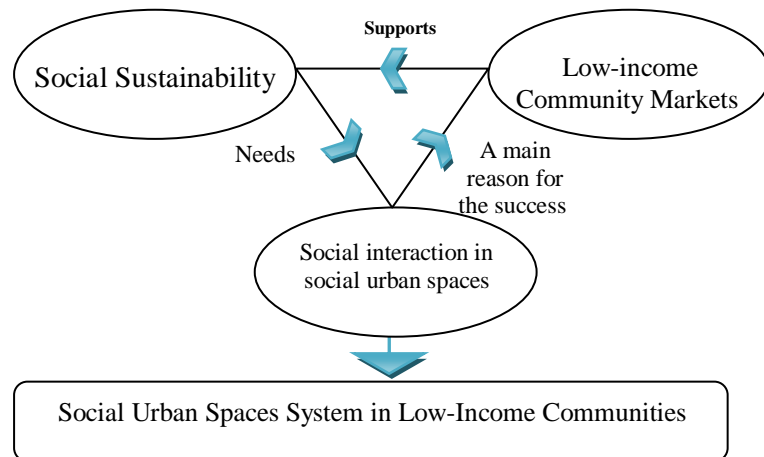 Supports
Social Sustainability
Low-income
Community Markets
Needs
A main
reason for
the success
Social interaction in
social urban spaces
Social Urban Spaces System in Low-Income Communities